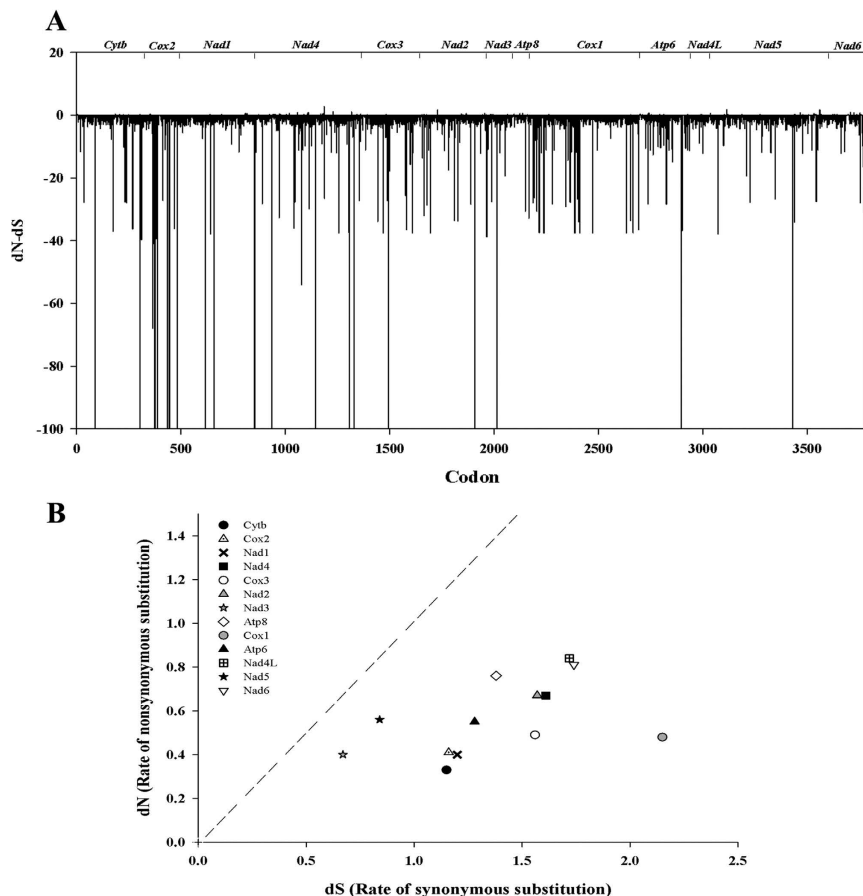 A
Cytb Cox2 Nad1 Nad4 Cox3 Nad2 Nad3 Atp8 Cox1 Atp6 Nad4L Nad5 Nad6
20
0
-20
-40
-60
-80
-100
dN-dS
0 500 1000 1500 2000 2500 3000 3500
Codon
B
1.4
1.2
1.0
0.8
0.6
0.4
0.2
0.0
dN (Rate of nonsynonymous substitution)
Cytb
Cox2
Nad1
Nad4
Cox3
Nad2
Nad3
Atp8
Cox1
Atp6
Nad4L
Nad5
Nad6
0.0 0.5 1.0 1.5 2.0 2.5
dS (Rate of synonymous substitution)